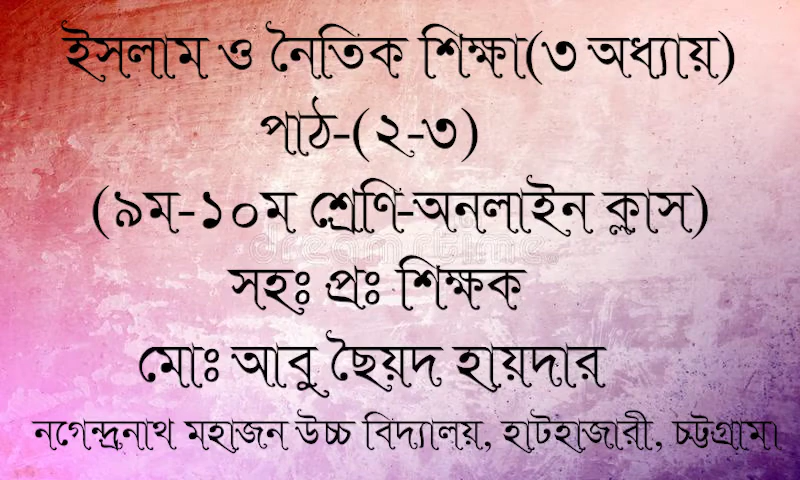 ইসলাম ও নৈতিক শিক্ষা(৩ অধ্যায়)
পাঠ-(২-৩)
(৯ম-১০ম শ্রেণি-অনলাইন ক্লাস)
সহঃ প্রঃ শিক্ষক
মোঃ আবু ছৈয়দ হায়দার
নগেন্দ্রনাথ মহাজন উচ্চ বিদ্যালয়, হাটহাজারী, চট্টগ্রাম।